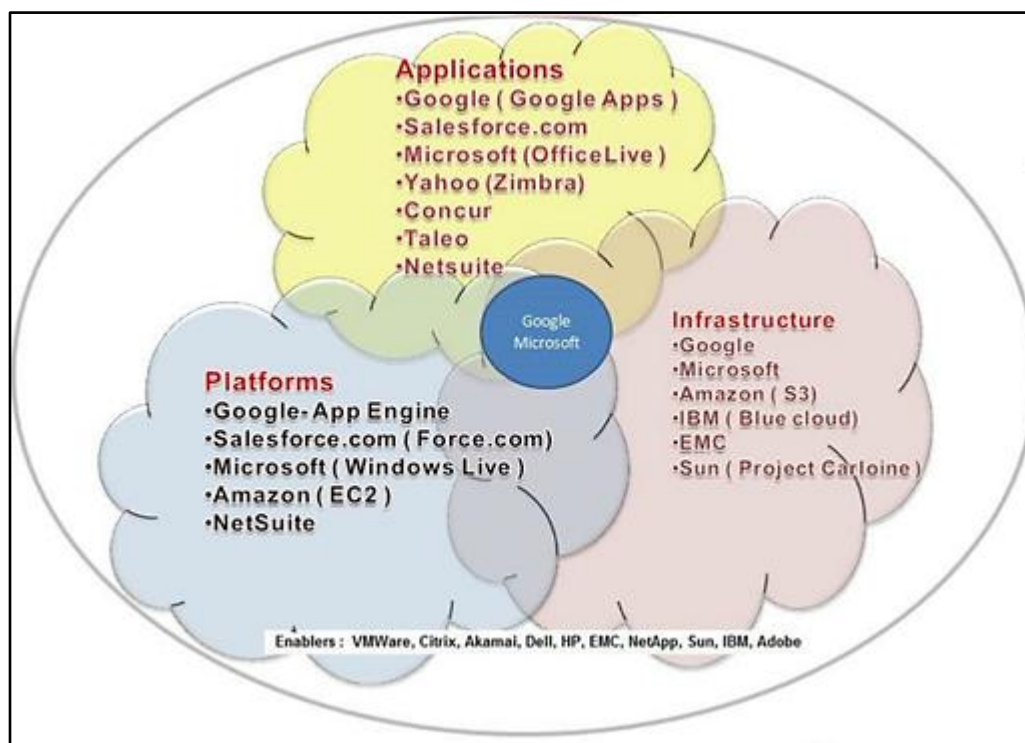 Applications
•Google ( Google Apps )
•Salesforce.com
•Microsoft (OfficeLive )
•Yahoo (Zimbra)
•Concur
•Taleo
•Netsuite
Google
Microsoft
Infrastructure
•Google
•Microsoft
•Amazon ( S3)
•IBM ( Blue cloud)
•EMC
•Sun ( Project Carloine )
Platforms
•Google- App Engine
•Salesforce.com ( Force.com)
•Microsoft ( Windows Live )
•Amazon ( EC2 )
•NetSuite
Enablers : VMWare, Citrix, Akamai, Dell, HP, EMC, NetApp, Sun, IBM, Adobe